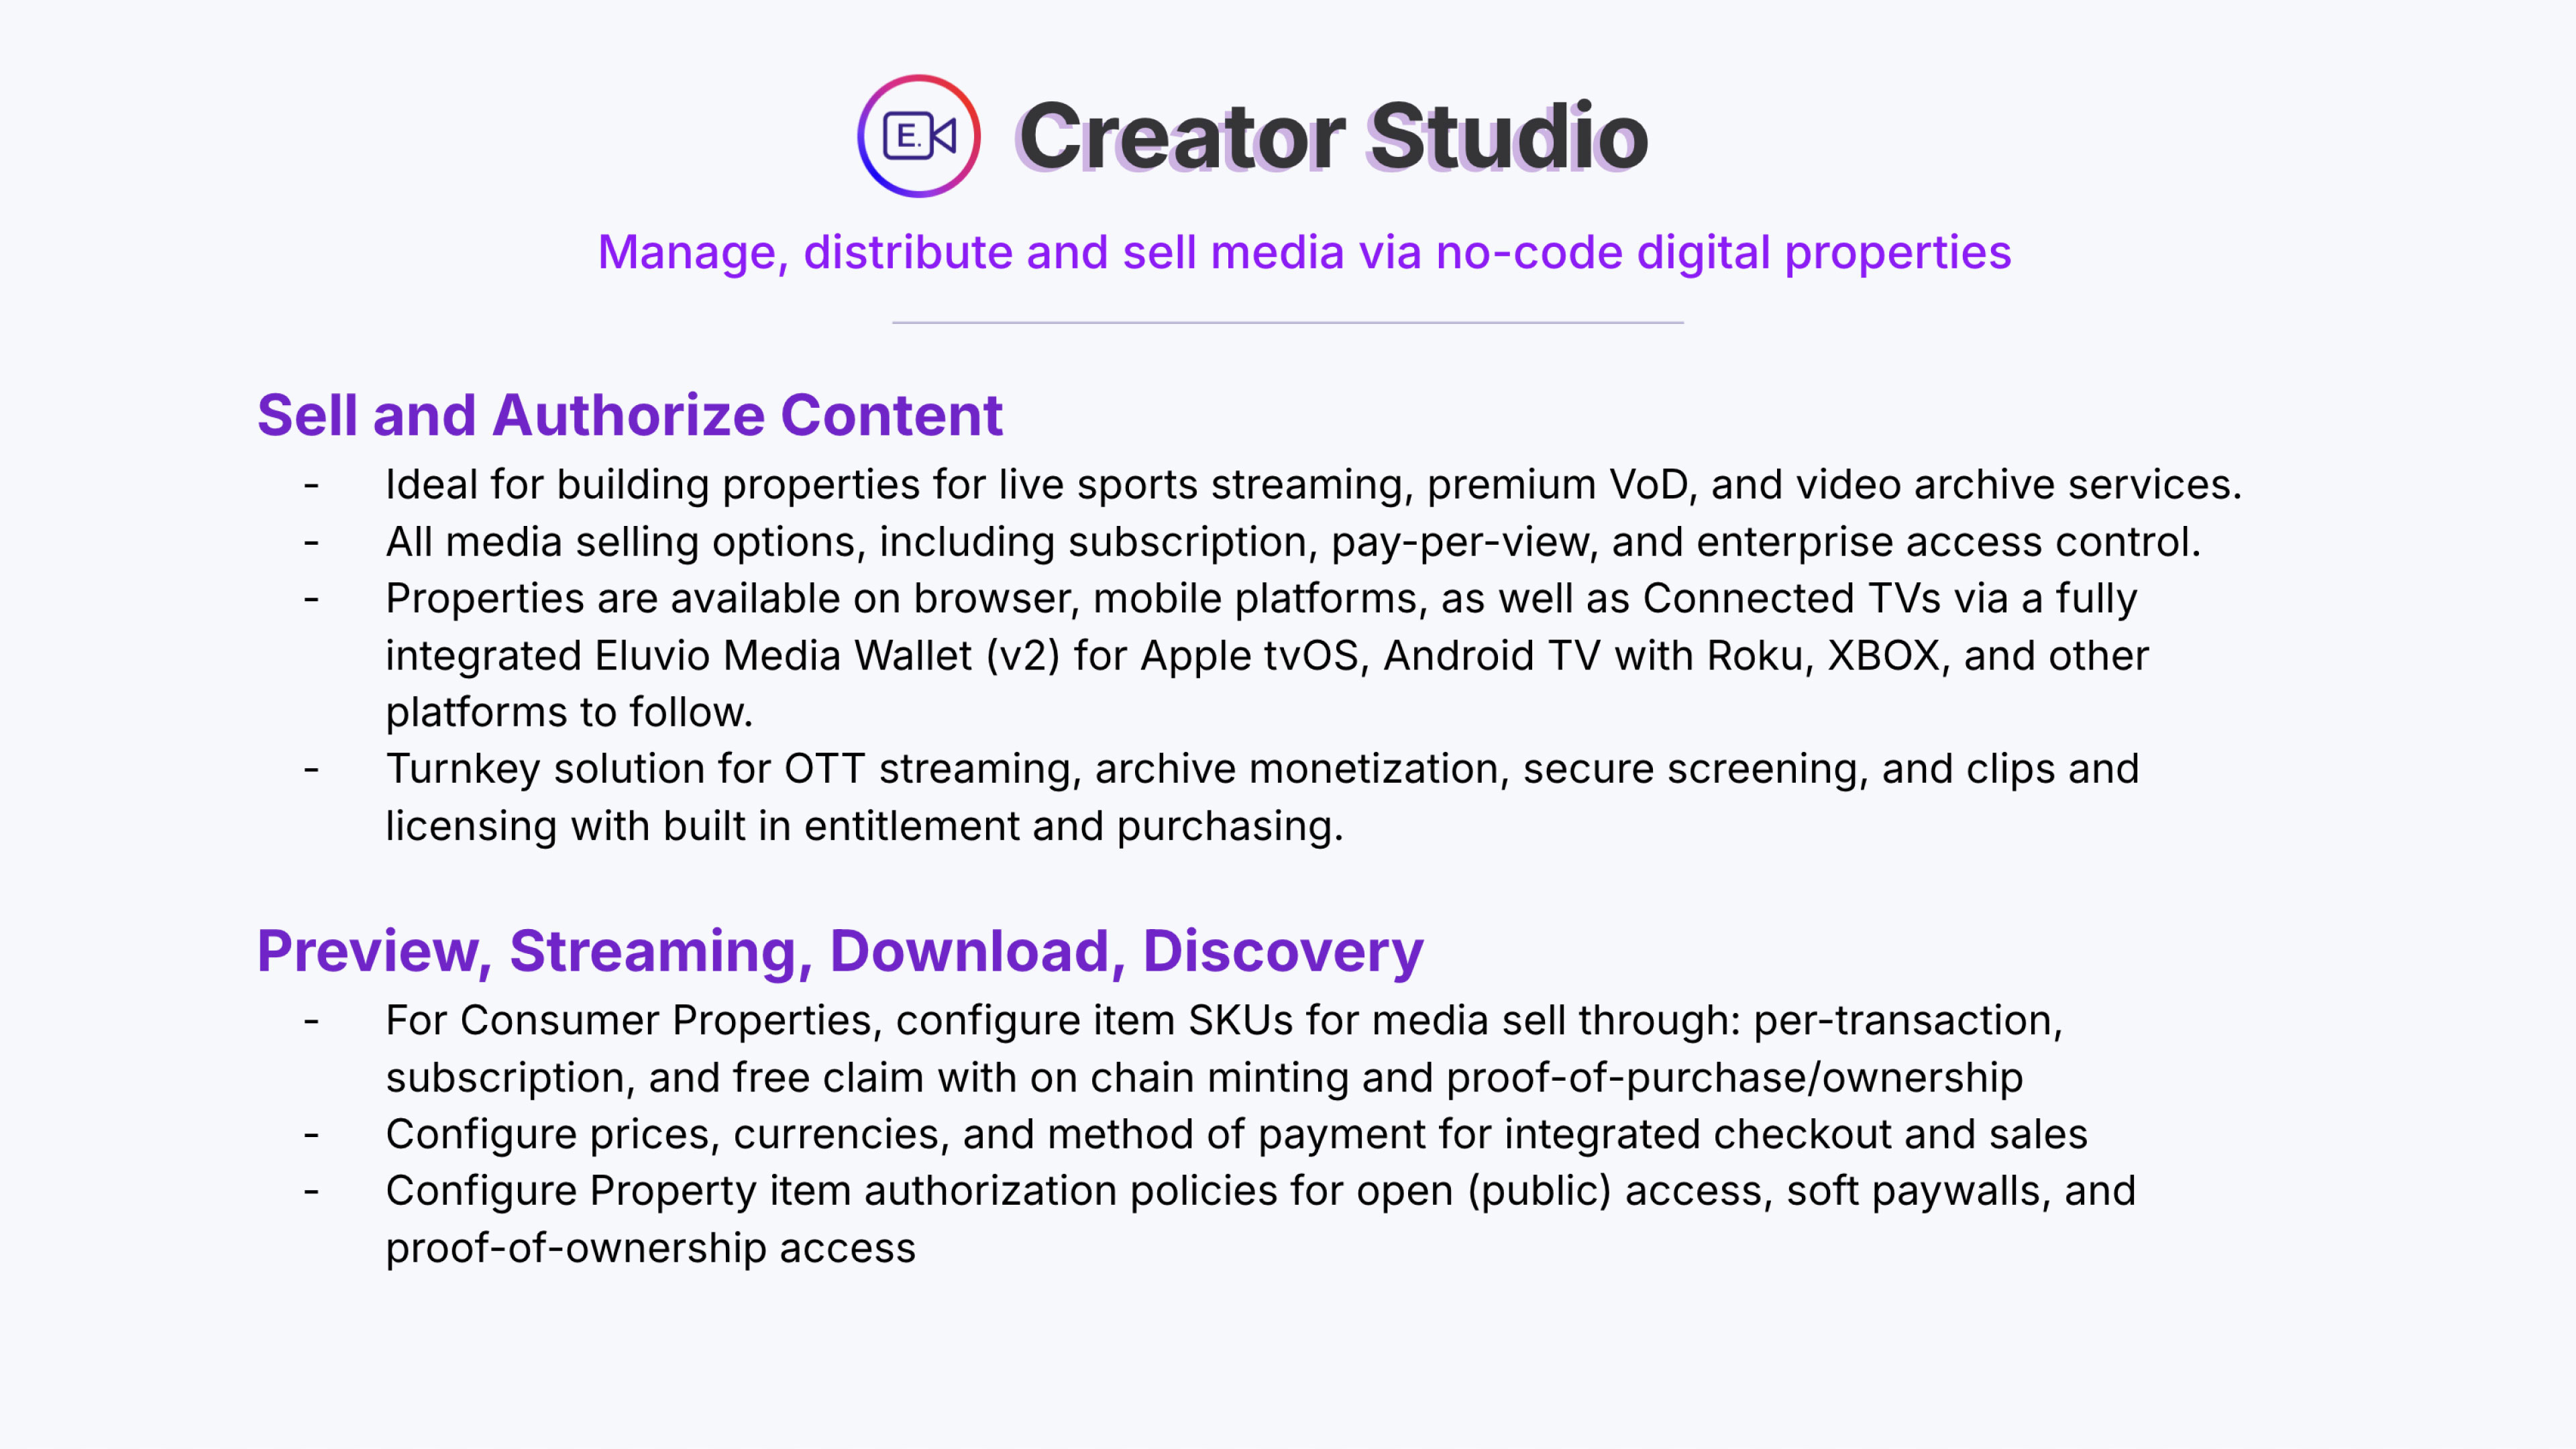 E.
Creator Studio
Manage, distribute and sell media via no-code digital properties
Sell and Authorize Content
- Ideal for building properties for live sports streaming, premium VoD, and video archive services.
- All media selling options, including subscription, pay-per-view, and enterprise access control.
- Properties are available on browser, mobile platforms, as well as Connected TVs via a fully
integrated Eluvio Media Wallet (v2) for Apple tvOS, Android TV with Roku, XBOX, and other
platforms to follow.
- Turnkey solution for OTT streaming, archive monetization, secure screening, and clips and
licensing with built in entitlement and purchasing.
Preview, Streaming, Download, Discovery
- For Consumer Properties, configure item SKUs for media sell through: per-transaction,
subscription, and free claim with on chain minting and proof-of-purchase/ownership
- Configure prices, currencies, and method of payment for integrated checkout and sales
- Configure Property item authorization policies for open (public) access, soft paywalls, and
proof-of-ownership access